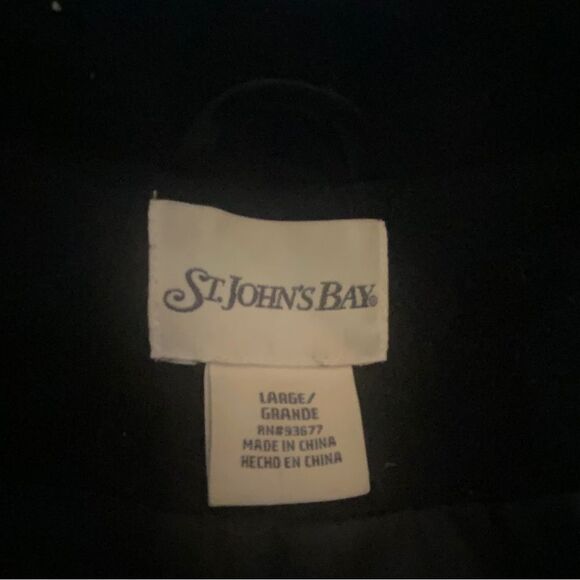 ST. JOHN'S BAY®
LARGE/
GRANDE
RN#93677
MADE IN CHINA
HECHO EN CHINA